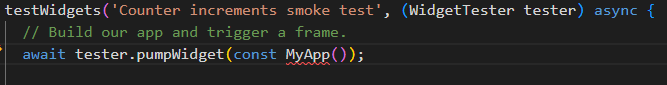 testWidgets('Counter increments smoke test', (WidgetTester tester) async {
// Build our app and trigger a frame.
await tester.pumpWidget(const MyApp());